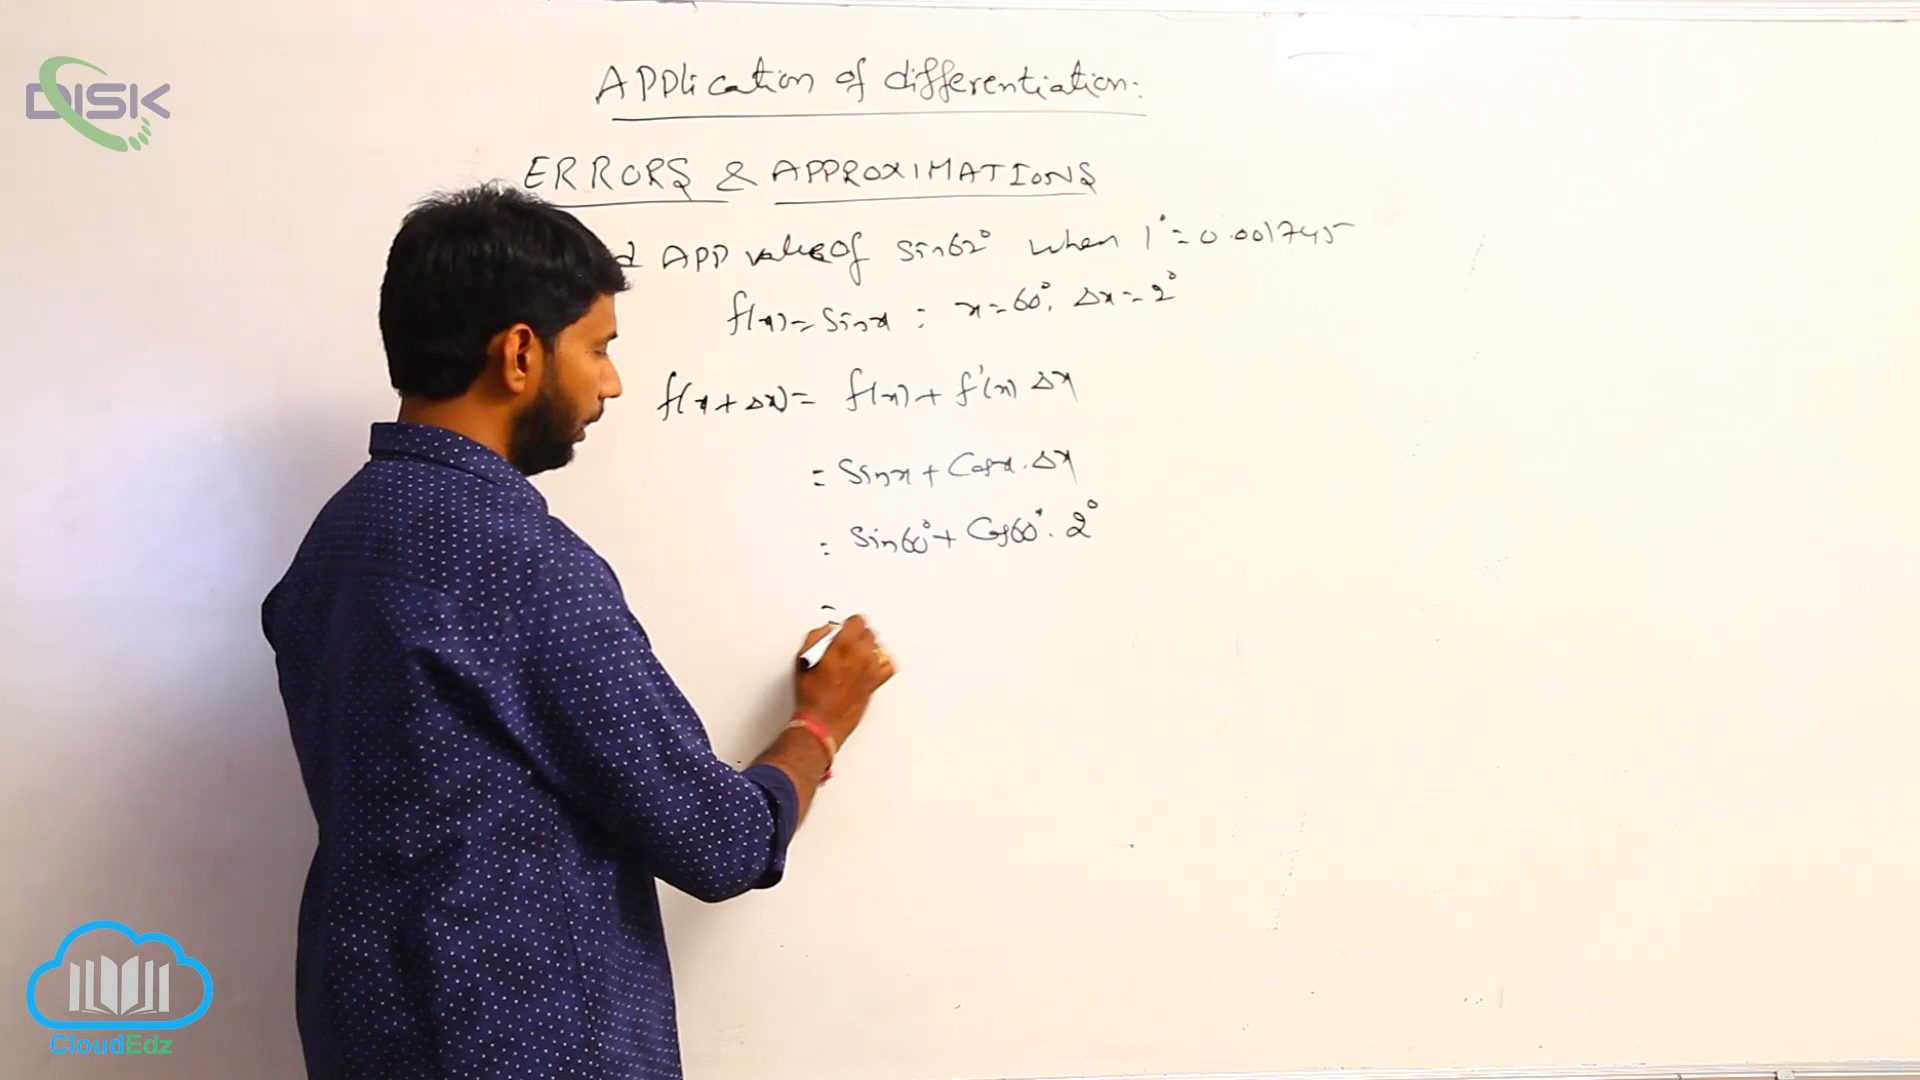 DISK
APPlication of differentiation:
ERRORS & APPROXIMATIONS
d APP value of Sin62° when 1° = 0.001745
f(x) = Sinx : x = 60°, Δx = 2°
f(x + Δx) = f(x) + f'(x) Δx
= Sinx + Cosx . Δx
= Sin60° + Cos60° . 2°
=
CloudEdz